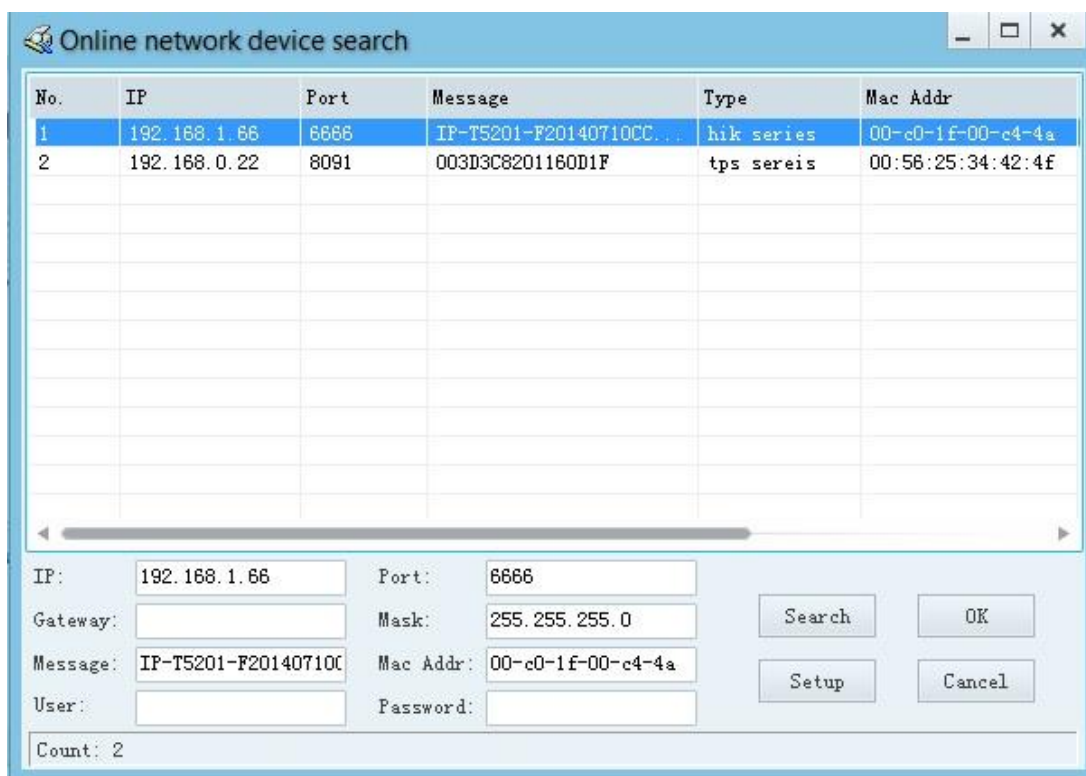 Online network device search
No. IP Port Message Type Mac Addr
1 192.168.1.66 6666 IP-T5201-F20140710CC... hik series 00-c0-1f-00-c4-4a
2 192.168.0.22 8091 003D3C8201160D1F tps sereis 00:56:25:34:42:4f
IP: 192.168.1.66 Port: 6666
Gateway: Mask: 255.255.255.0 Search OK
Message: IP-T5201-F20140710C Mac Addr: 00-c0-1f-00-c4-4a
Setup Cancel
User: Password:
Count: 2